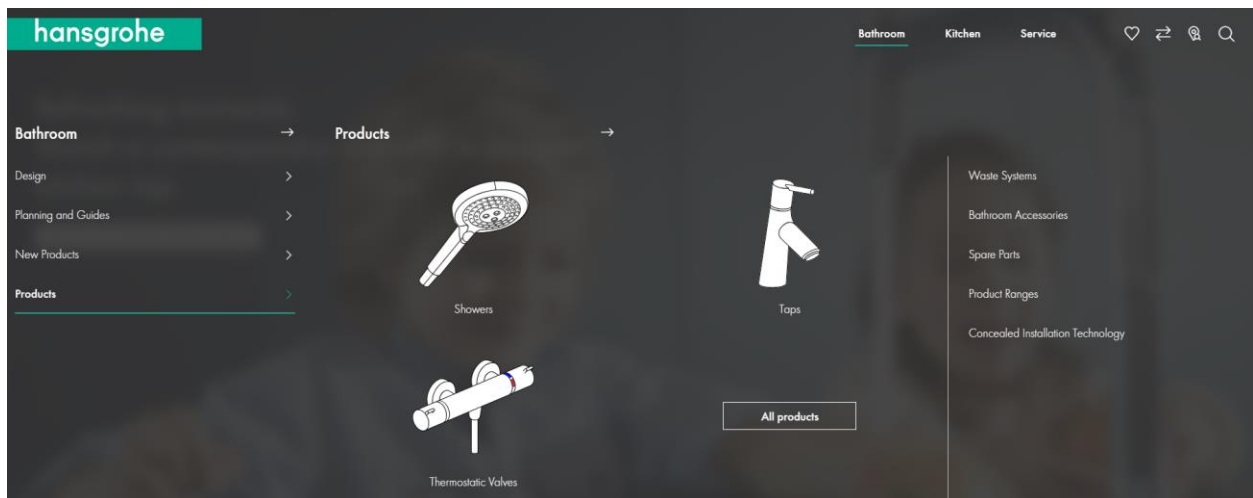 hansgrohe
Bathroom
Kitchen
Service
Bathroom
Design
Planning and Guides
New Products
Products
Products
Showers
Taps
Thermostatic Valves
All products
Waste Systems
Bathroom Accessories
Spare Parts
Product Ranges
Concealed Installation Technology